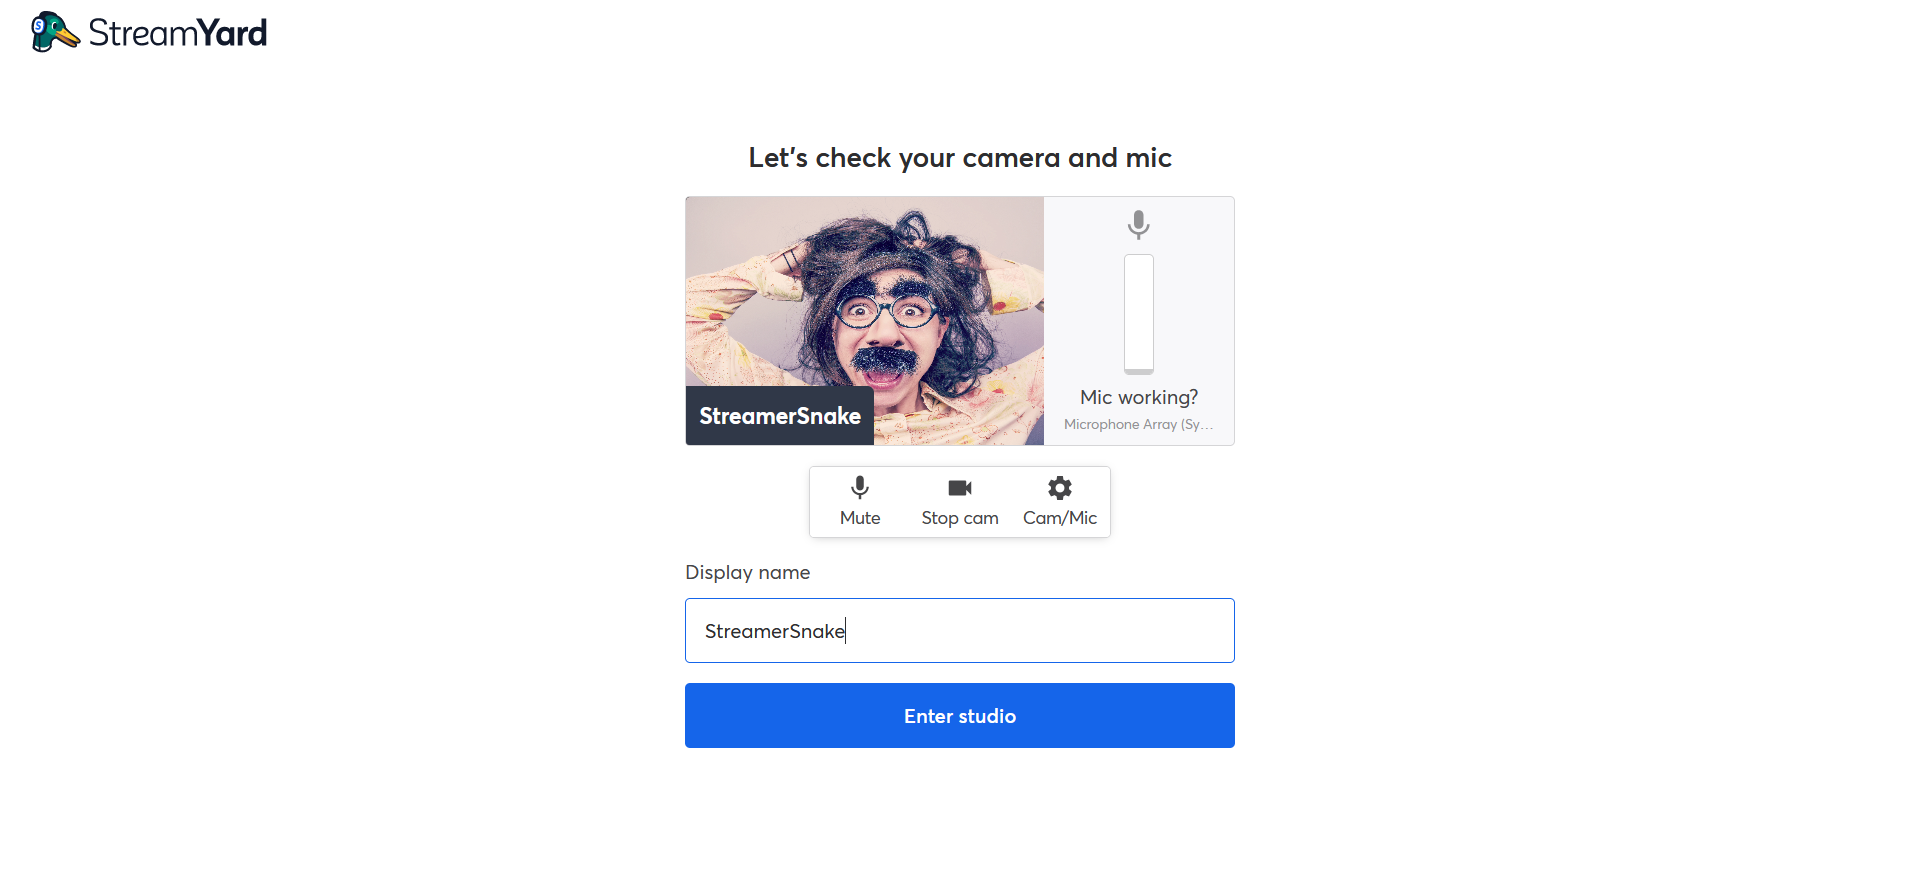 StreamYard
Let's check your camera and mic
StreamerSnake
Mic working?
Microphone Array (Sy...
Mute
Stop cam
Cam/Mic
Display name
StreamerSnake
Enter studio